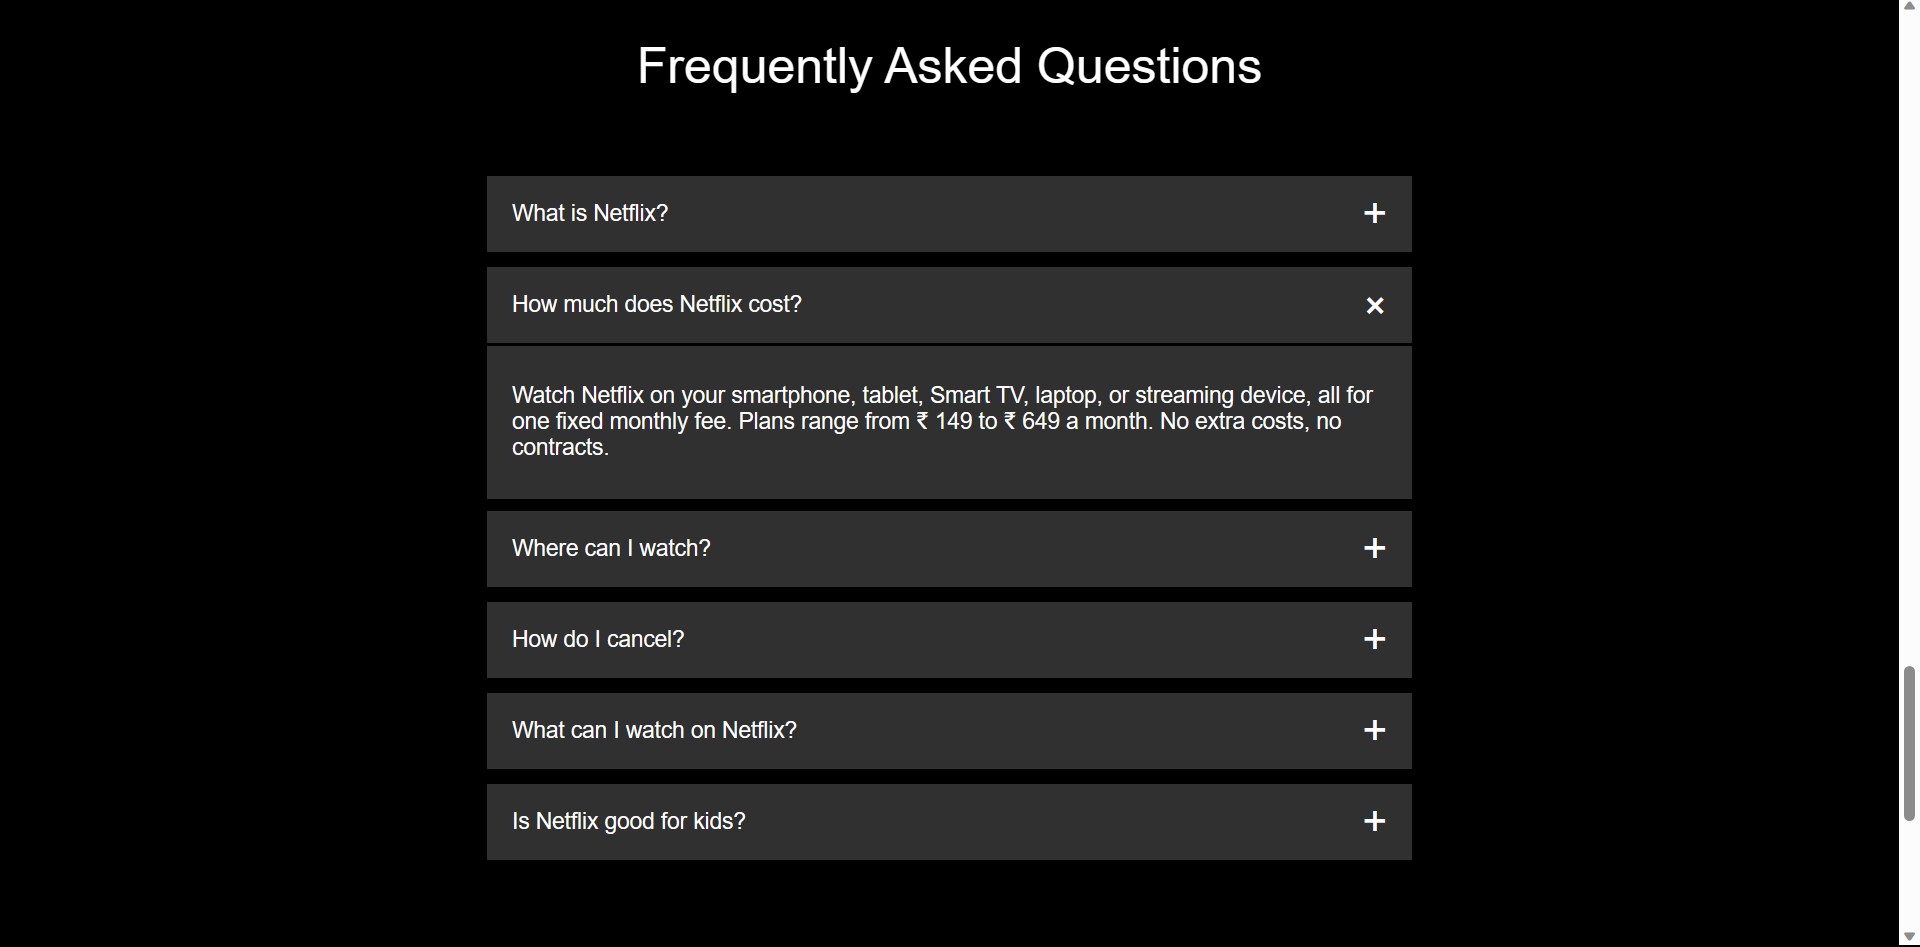 Frequently Asked Questions
What is Netflix?
How much does Netflix cost?
Watch Netflix on your smartphone, tablet, Smart TV, laptop, or streaming device, all for
one fixed monthly fee. Plans range from ₹ 149 to ₹ 649 a month. No extra costs, no
contracts.
Where can I watch?
How do I cancel?
What can I watch on Netflix?
Is Netflix good for kids?